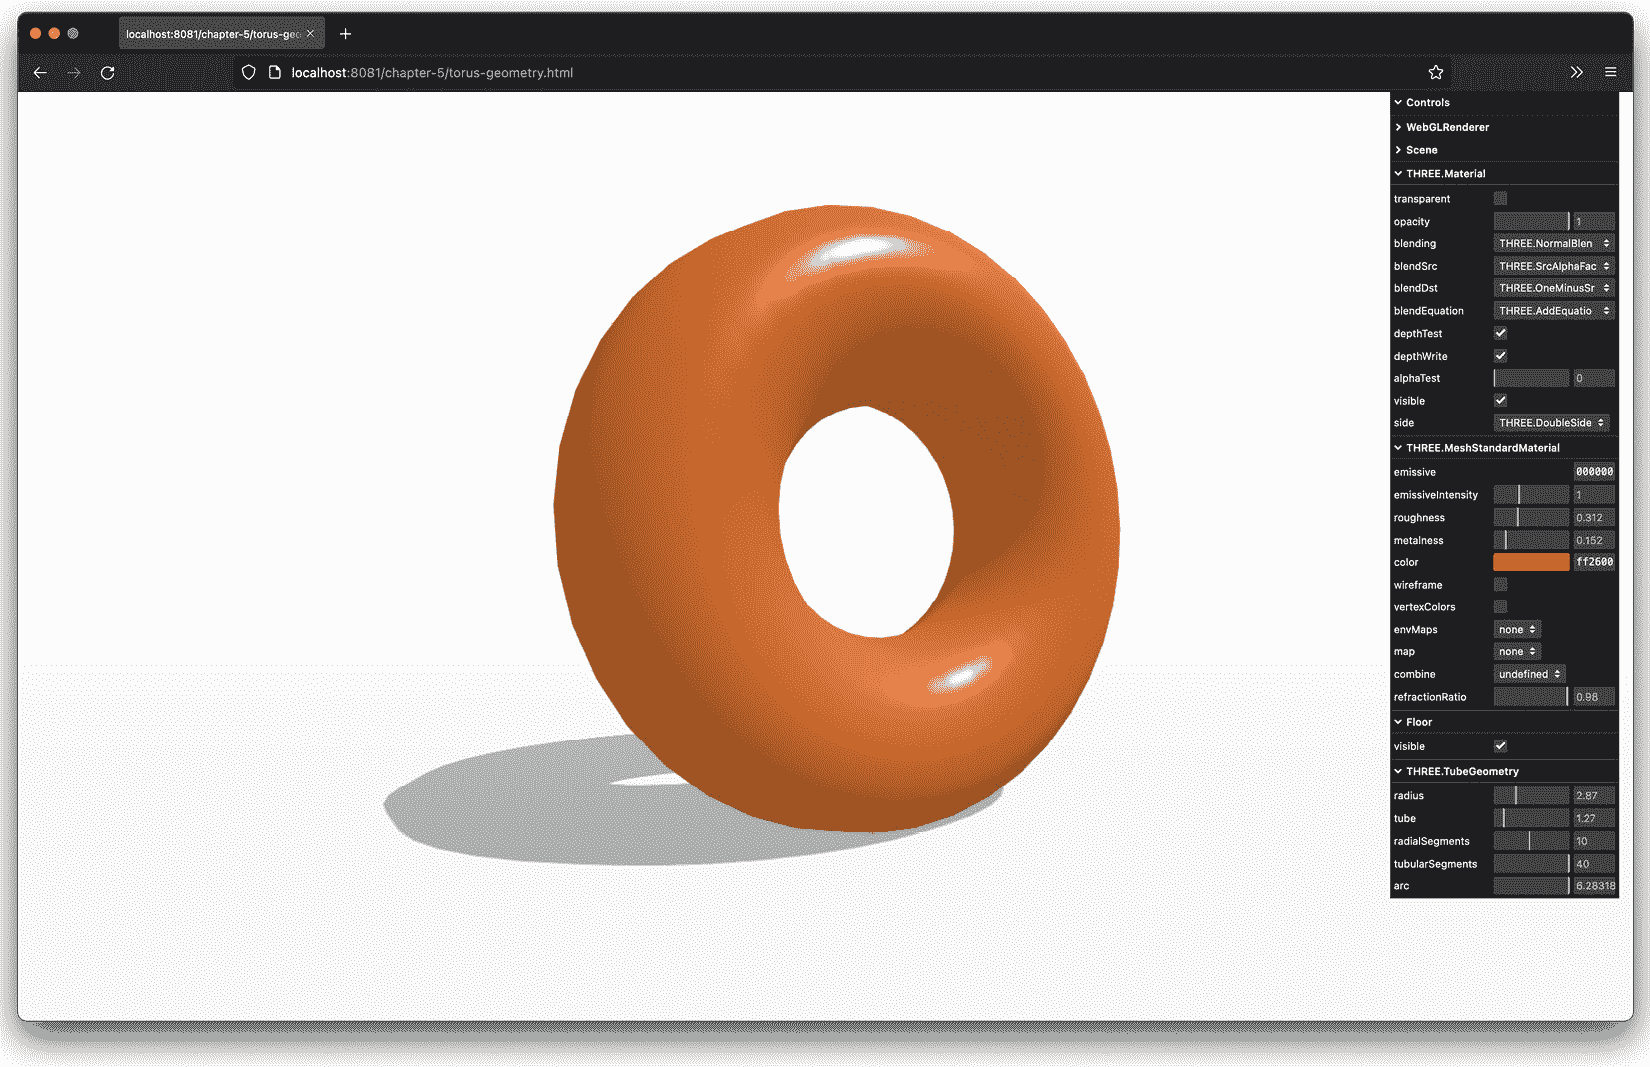 localhost:8081/chapter-5/torus-geo
localhost:8081/chapter-5/torus-geometry.html
Controls
WebGLRenderer
Scene
THREE.Material
transparent
opacity 1
blending THREE.NormalBlen
blendSrc THREE.SrcAlphaFac
blendDst THREE.OneMinusSr
blendEquation THREE.AddEquatio
depthTest
depthWrite
alphaTest 0
visible
side THREE.DoubleSide
THREE.MeshStandardMaterial
emissive 000000
emissiveIntensity 1
roughness 0.312
metalness 0.152
color ff2600
wireframe
vertexColors
envMaps none
map none
combine undefined
refractionRatio 0.98
Floor
visible
THREE.TubeGeometry
radius 2.87
tube 1.27
radialSegments 10
tubularSegments 40
arc 6.28318